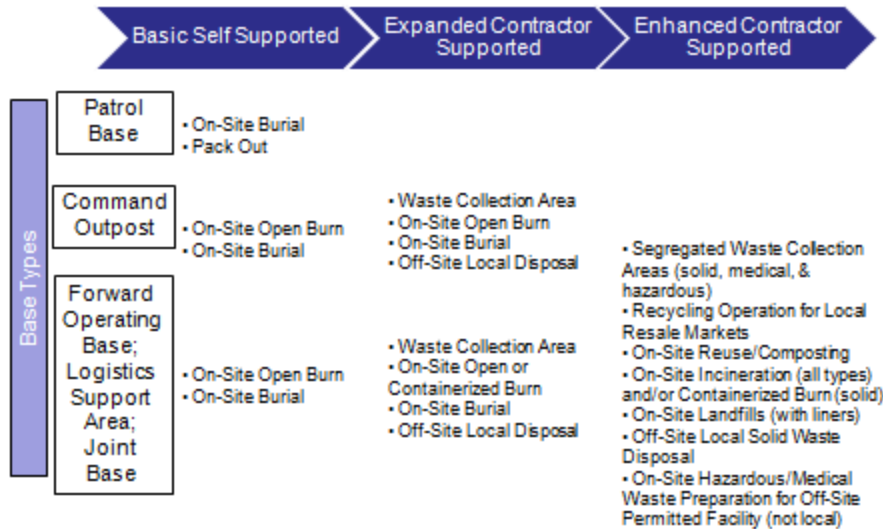 Basic Self Supported
Expanded Contractor
Supported
Enhanced Contractor
Supported
Base Types
Patrol
Base
• On-Site Burial
• Pack Out
Command
Outpost
• On-Site Open Burn
• On-Site Burial
• Waste Collection Area
• On-Site Open Burn
• On-Site Burial
• Off-Site Local Disposal
Forward
Operating
Base;
Logistics
Support
Area;
Joint
Base
• On-Site Open Burn
• On-Site Burial
• Waste Collection Area
• On-Site Open or
Containerized Burn
• On-Site Burial
• Off-Site Local Disposal
• Segregated Waste Collection
Areas (solid, medical, &
hazardous)
• Recycling Operation for Local
Resale Markets
• On-Site Reuse/Composting
• On-Site Incineration (all types)
and/or Containerized Burn (solid)
• On-Site Landfills (with liners)
• Off-Site Local Solid Waste
Disposal
• On-Site Hazardous/Medical
Waste Preparation for Off-Site
Permitted Facility (not local)